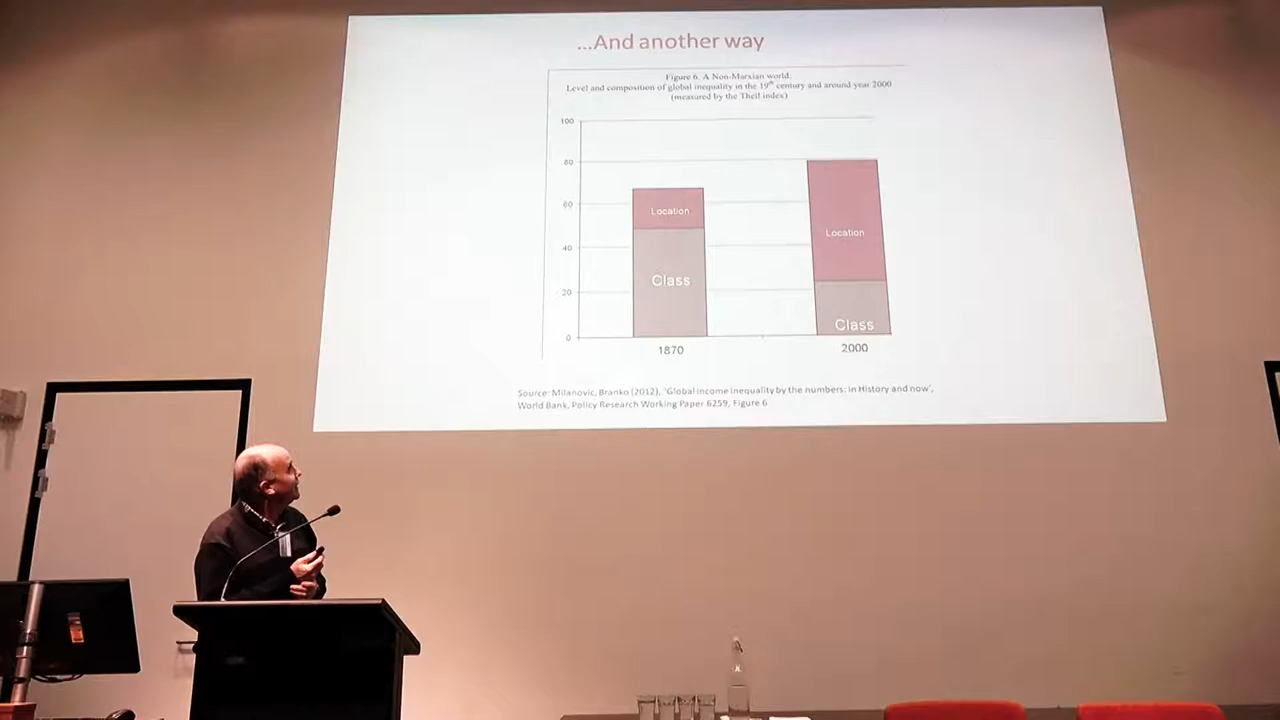 ...And another way
Figure 6. A Non-Marxian world:
Level and composition of global inequality in the 19th century and around year 2000
(measured by the Theil index)
100
80
60
40
20
0
Location
Class
Location
Class
1870
2000
Source: Milanovic, Branko (2012), 'Global income inequality by the numbers: in History and now',
World Bank, Policy Research Working Paper 6259, Figure 6